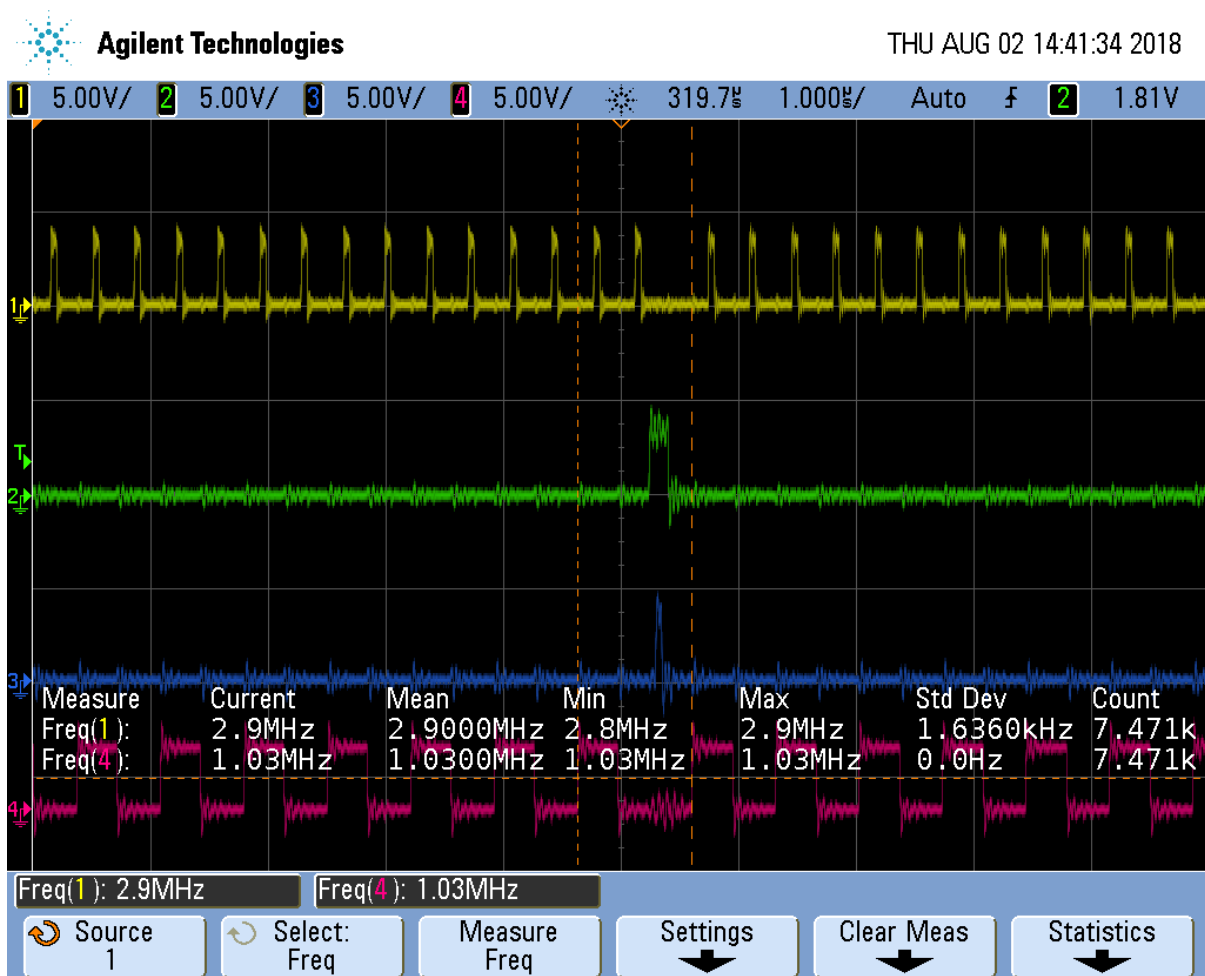 Agilent Technologies THU AUG 02 14:41:34 2018
1 5.00V/ 2 5.00V/ 3 5.00V/ 4 5.00V/ 319.7µs 1.000µs/ Auto 2 1.81V
1
T
2
3
Measure Current Mean Min Max Std Dev Count
Freq(1): 2.9MHz 2.9000MHz 2.8MHz 2.9MHz 1.6360kHz 7.471k
Freq(4): 1.03MHz 1.0300MHz 1.03MHz 1.03MHz 0.0Hz 7.471k
4
Freq(1): 2.9MHz Freq(4): 1.03MHz
Source Select: Measure Settings Clear Meas Statistics
1 Freq Freq